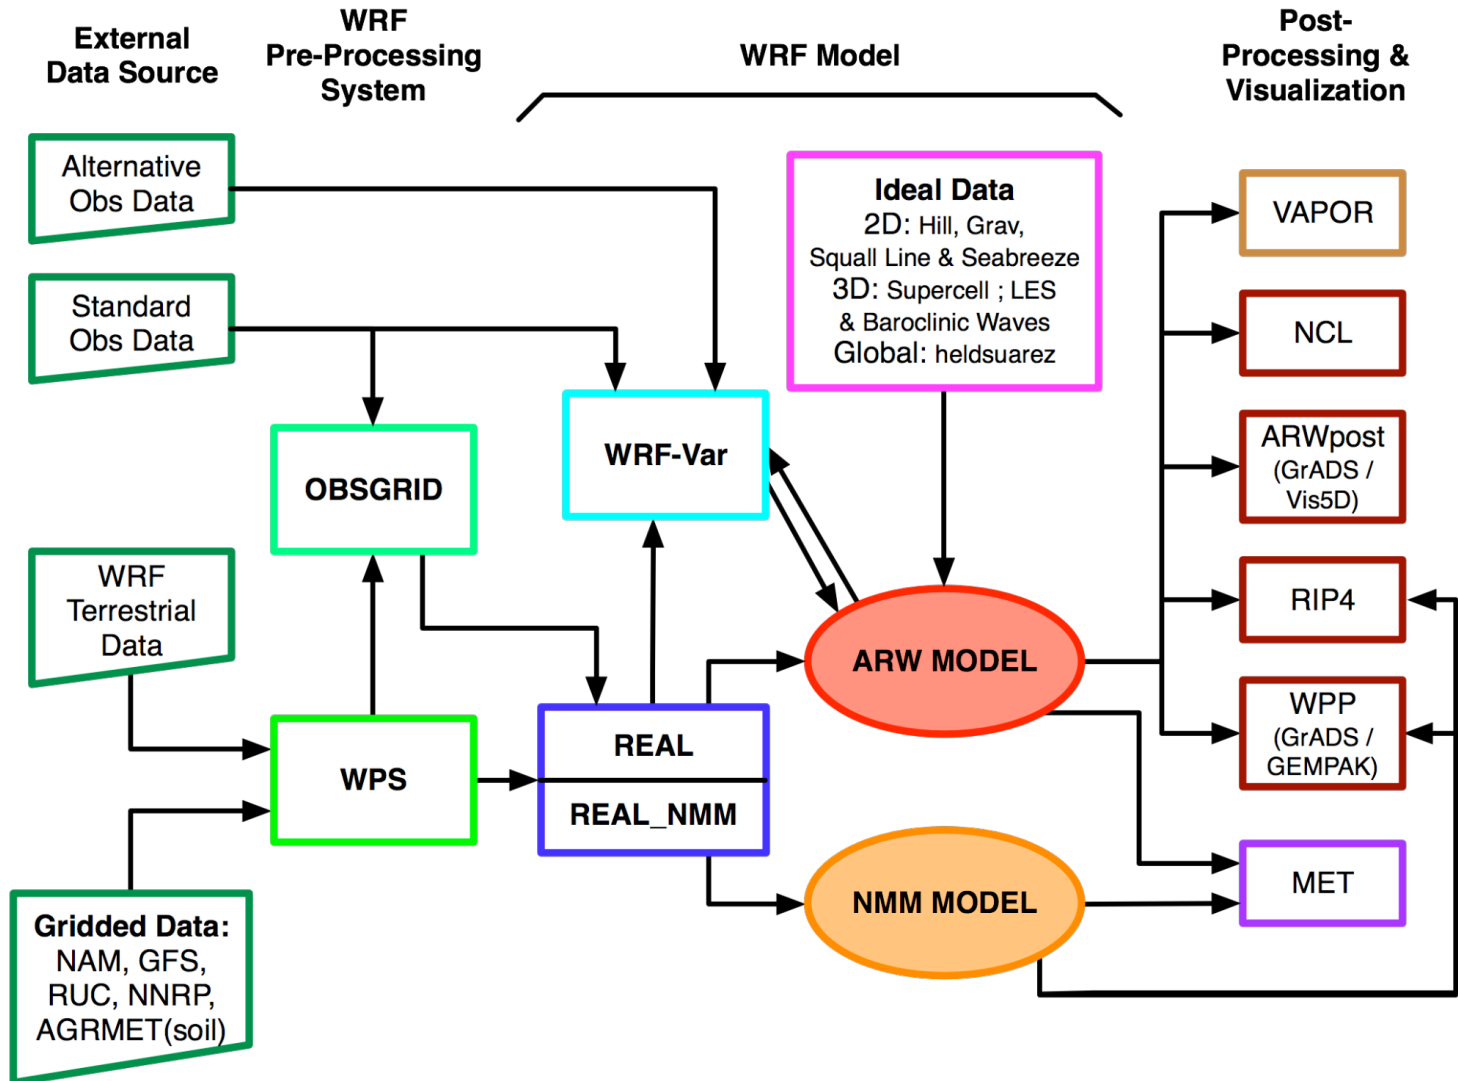 External
Data Source
WRF
Pre-Processing
System
WRF Model
Post-
Processing &
Visualization
Alternative
Obs Data
Standard
Obs Data
WRF
Terrestrial
Data
Gridded Data:
NAM, GFS,
RUC, NNRP,
AGRMET(soil)
OBSGRID
WPS
WRF-Var
REAL
REAL_NMM
Ideal Data
2D: Hill, Grav,
Squall Line & Seabreeze
3D: Supercell ; LES
& Baroclinic Waves
Global: heldsuarez
ARW MODEL
NMM MODEL
VAPOR
NCL
ARWpost
(GrADS /
Vis5D)
RIP4
WPP
(GrADS /
GEMPAK)
MET